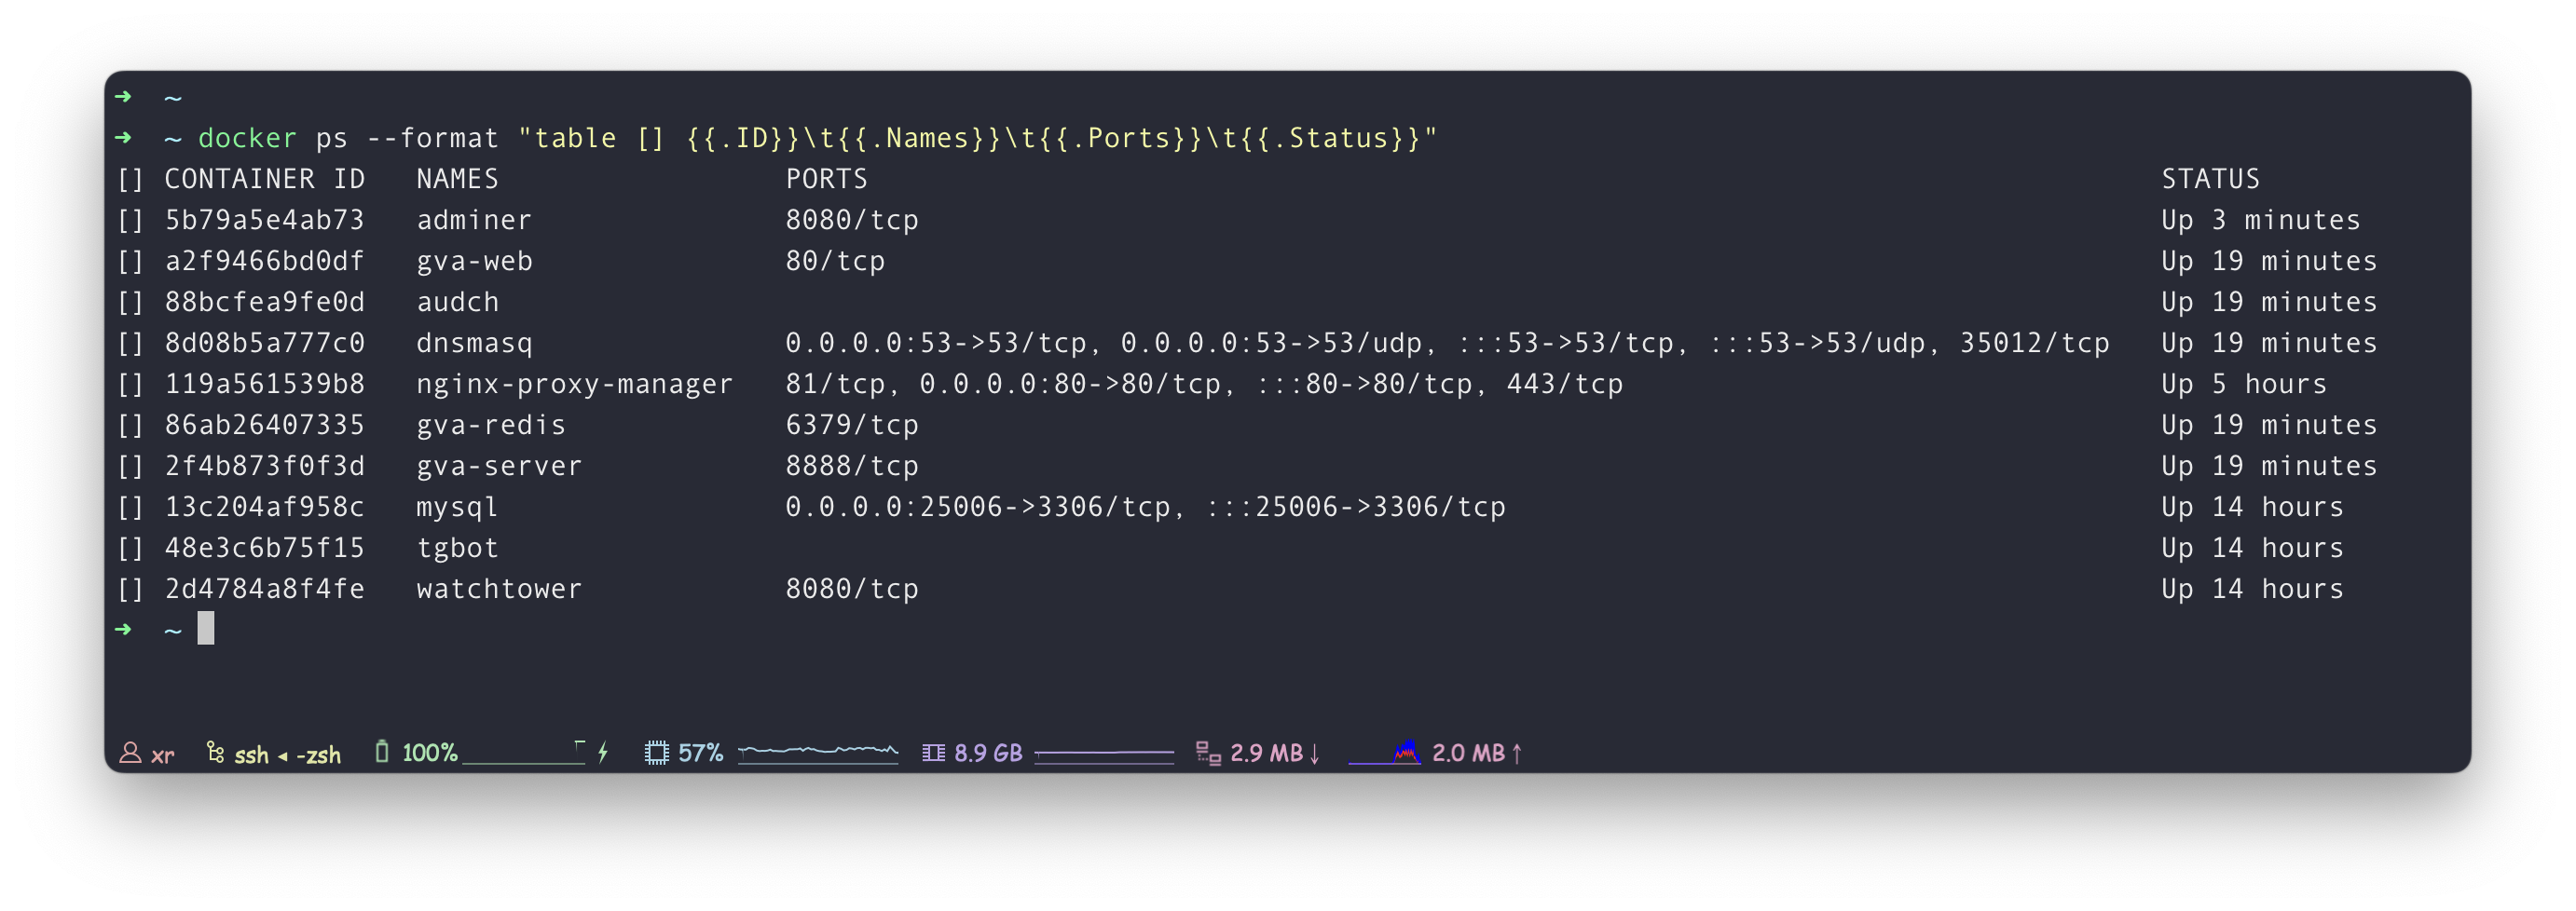 ➜  ~
➜  ~ docker ps --format "table [] {{.ID}}\t{{.Names}}\t{{.Ports}}\t{{.Status}}"
[] CONTAINER ID   NAMES                 PORTS                                                                             STATUS
[] 5b79a5e4ab73   adminer               8080/tcp                                                                          Up 3 minutes
[] a2f9466bd0df   gva-web               80/tcp                                                                            Up 19 minutes
[] 88bcfea9fe0d   audch                                                                                                   Up 19 minutes
[] 8d08b5a777c0   dnsmasq               0.0.0.0:53->53/tcp, 0.0.0.0:53->53/udp, :::53->53/tcp, :::53->53/udp, 35012/tcp   Up 19 minutes
[] 119a561539b8   nginx-proxy-manager   81/tcp, 0.0.0.0:80->80/tcp, :::80->80/tcp, 443/tcp                                Up 5 hours
[] 86ab26407335   gva-redis             6379/tcp                                                                          Up 19 minutes
[] 2f4b873f0f3d   gva-server            8888/tcp                                                                          Up 19 minutes
[] 13c204af958c   mysql                 0.0.0.0:25006->3306/tcp, :::25006->3306/tcp                                       Up 14 hours
[] 48e3c6b75f15   tgbot                                                                                                   Up 14 hours
[] 2d4784a8f4fe   watchtower            8080/tcp                                                                          Up 14 hours
➜  ~
xr ssh ◂ -zsh 100% 57% 8.9 GB 2.9 MB↓ 2.0 MB↑